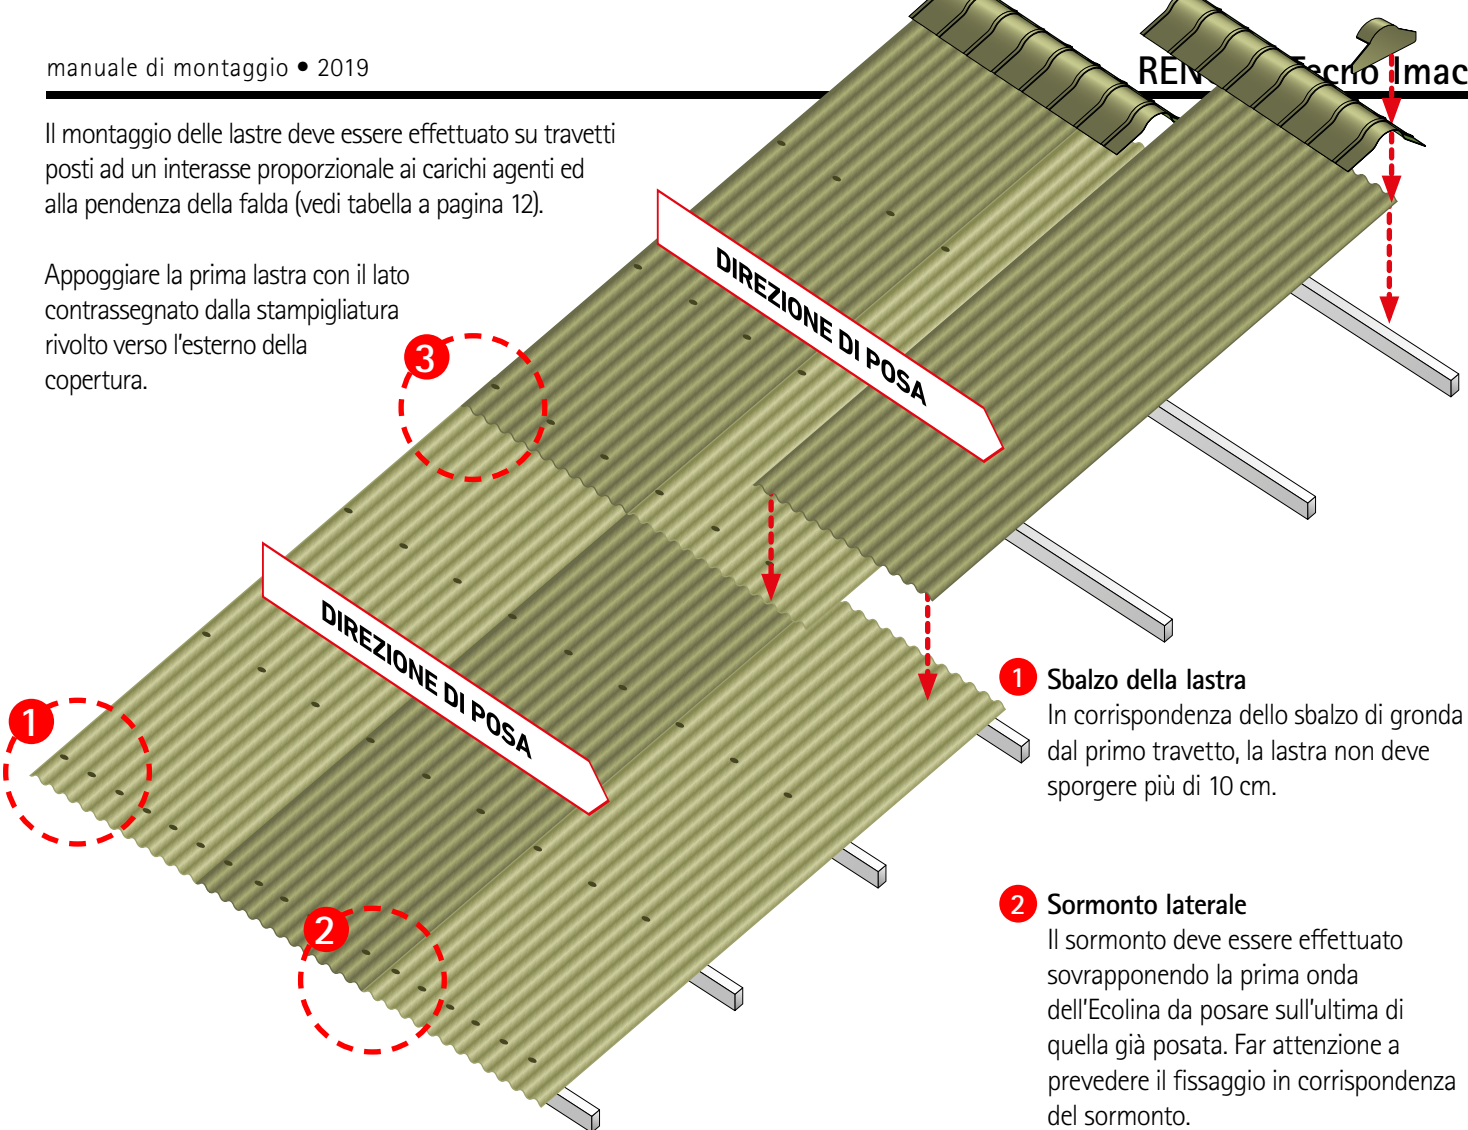 manuale di montaggio • 2019
Tecno Imac
Il montaggio delle lastre deve essere effettuato su travetti
posti ad un interasse proporzionale ai carichi agenti ed
alla pendenza della falda (vedi tabella a pagina 12).
Appoggiare la prima lastra con il lato
contrassegnato dalla stampigliatura
rivolto verso l'esterno della
copertura.
DIREZIONE DI POSA
3
DIREZIONE DI POSA
1
2
1 Sbalzo della lastra
In corrispondenza dello sbalzo di gronda
dal primo travetto, la lastra non deve
sporgere più di 10 cm.
2 Sormonto laterale
Il sormonto deve essere effettuato
sovrapponendo la prima onda
dell'Ecolina da posare sull'ultima di
quella già posata. Far attenzione a
prevedere il fissaggio in corrispondenza
del sormonto.